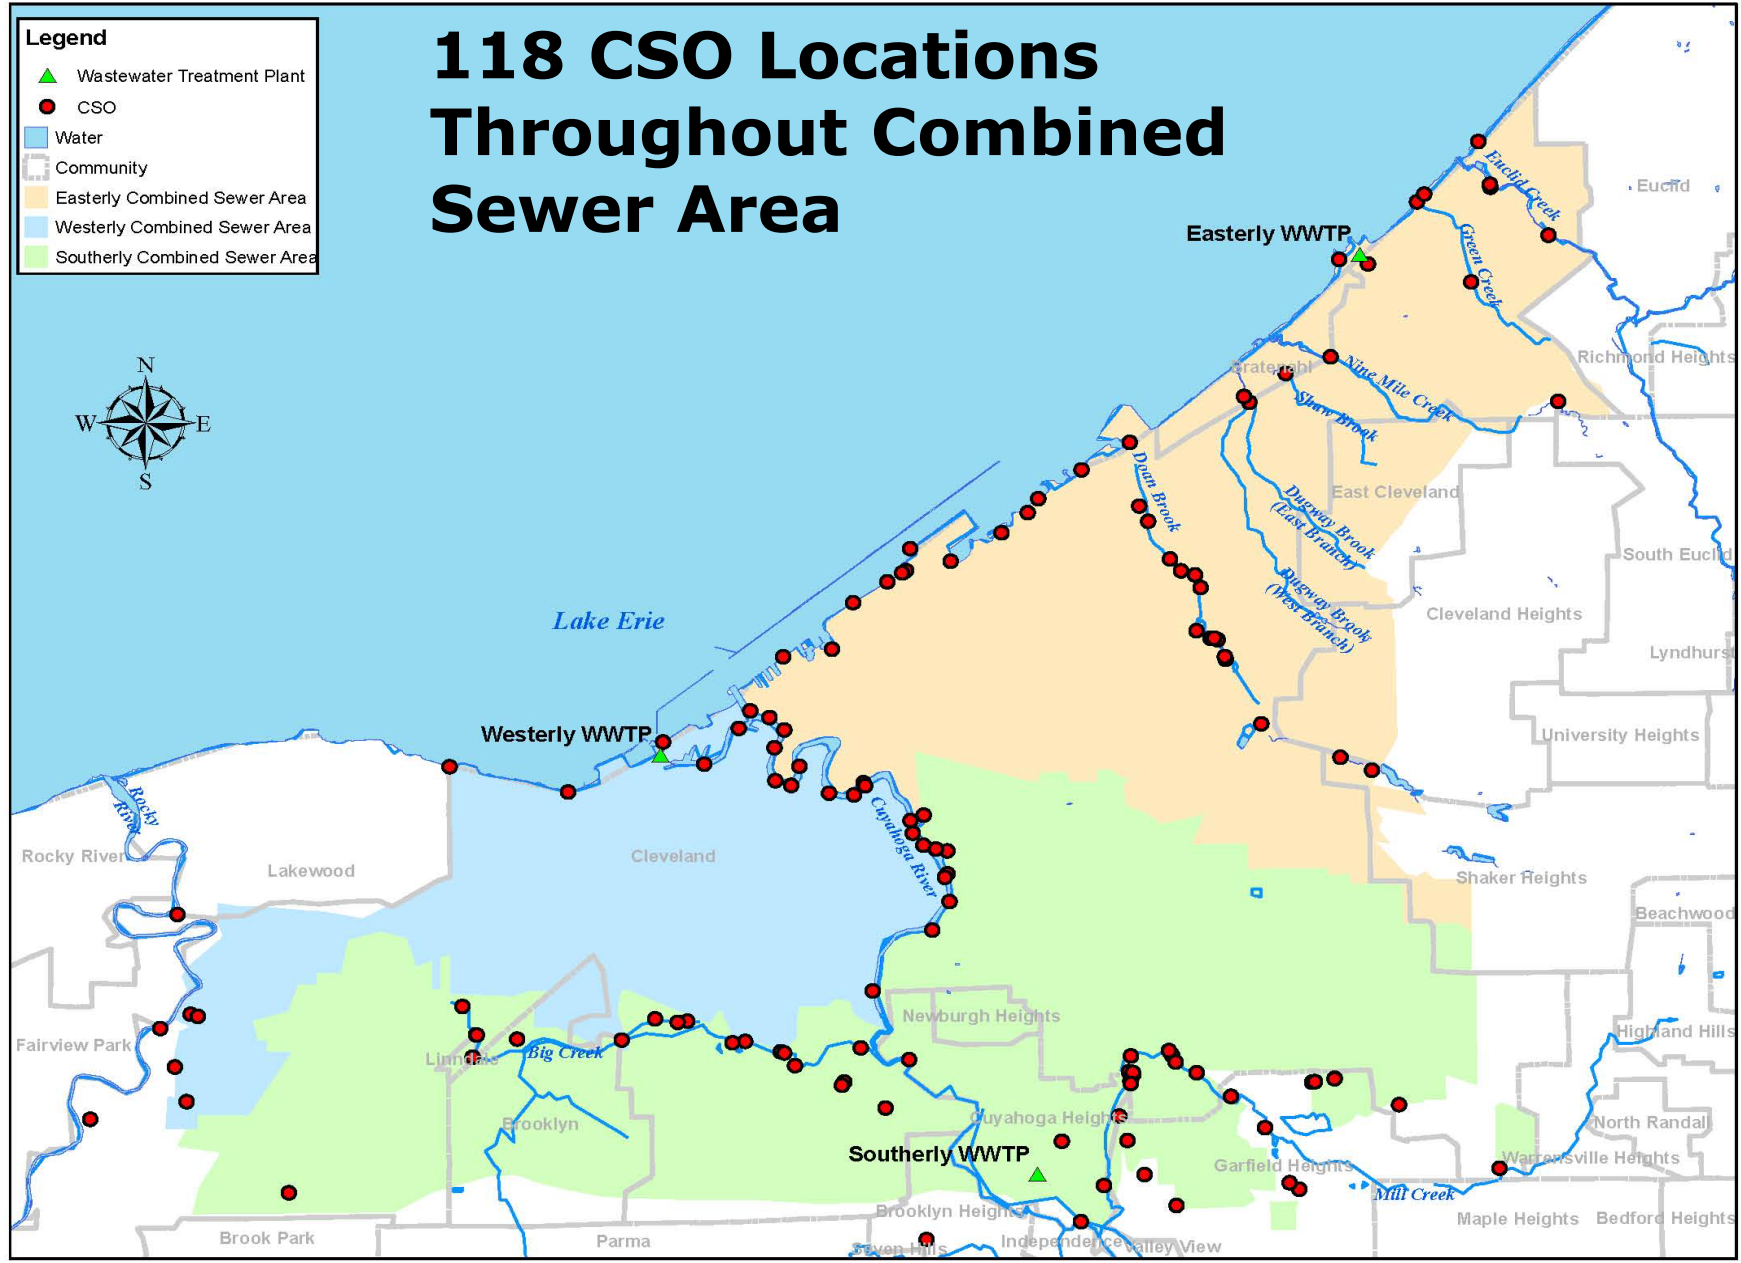 118 CSO Locations
Throughout Combined
Sewer Area
Legend
Wastewater Treatment Plant
CSO
Water
Community
Easterly Combined Sewer Area
Westerly Combined Sewer Area
Southerly Combined Sewer Area
N
W
E
S
Euclid Creek
Euclid
Easterly WWTP
Green Creek
Richmond Heights
Bratenahl
Nine Mile Creek
Shaw Brook
Doan Brook
East Cleveland
Dugway Brook
(East Branch)
South Euclid
Dugway Brook
(West Branch)
Cleveland Heights
Lake Erie
Lyndhurst
Westerly WWTP
University Heights
Rocky
River
Cuyahoga River
Rocky River
Lakewood
Cleveland
Shaker Heights
Beachwood
Newburgh Heights
Highland Hills
Fairview Park
Linndale
Big Creek
Brooklyn
Cuyahoga Heights
North Randall
Southerly WWTP
Garfield Heights
Warrensville Heights
Mill Creek
Brooklyn Heights
Maple Heights
Bedford Heights
Brook Park
Parma
Seven Hills
Independence
Valley View